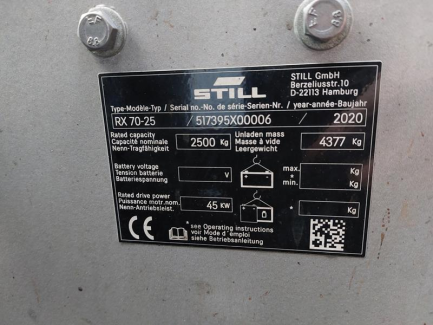 STILL
STILL GmbH
Berzeliusstr.10
D-22113 Hamburg
Type-Modèle-Typ / Serial no.-No. de série-Serien-Nr. / year-année-Baujahr
RX 70-25 / 517395X00006 / 2020
Rated capacity
Capacité nominale
Nenn-Tragfähigkeit
2500 Kg
Unladen mass
Masse à vide
Leergewicht
4377 Kg
Battery voltage
Tension batterie
Batteriespannung
V
max. Kg
*
min. Kg
Rated drive power
Puissance motr.nom.
Nenn-Antriebsleist.
45 KW
* Kg
CE
*see Operating instructions
voir Mode d'emploi
siehe Betriebsanleitung